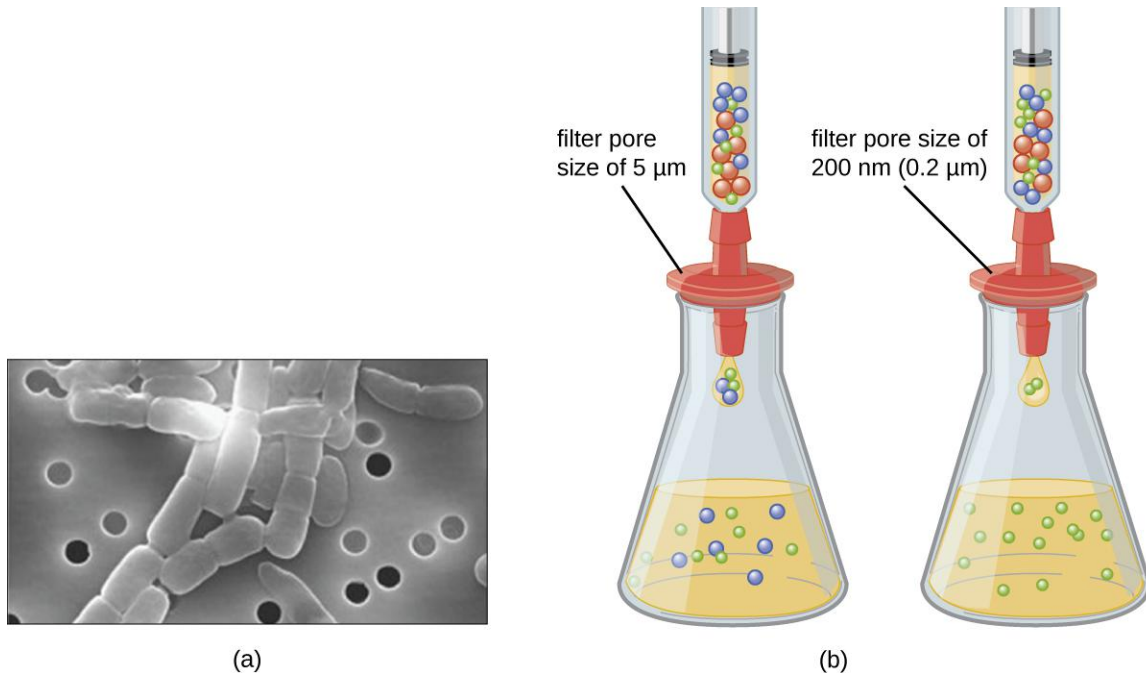 filter pore
size of 5 µm
filter pore size of
200 nm (0.2 µm)
(a)
(b)